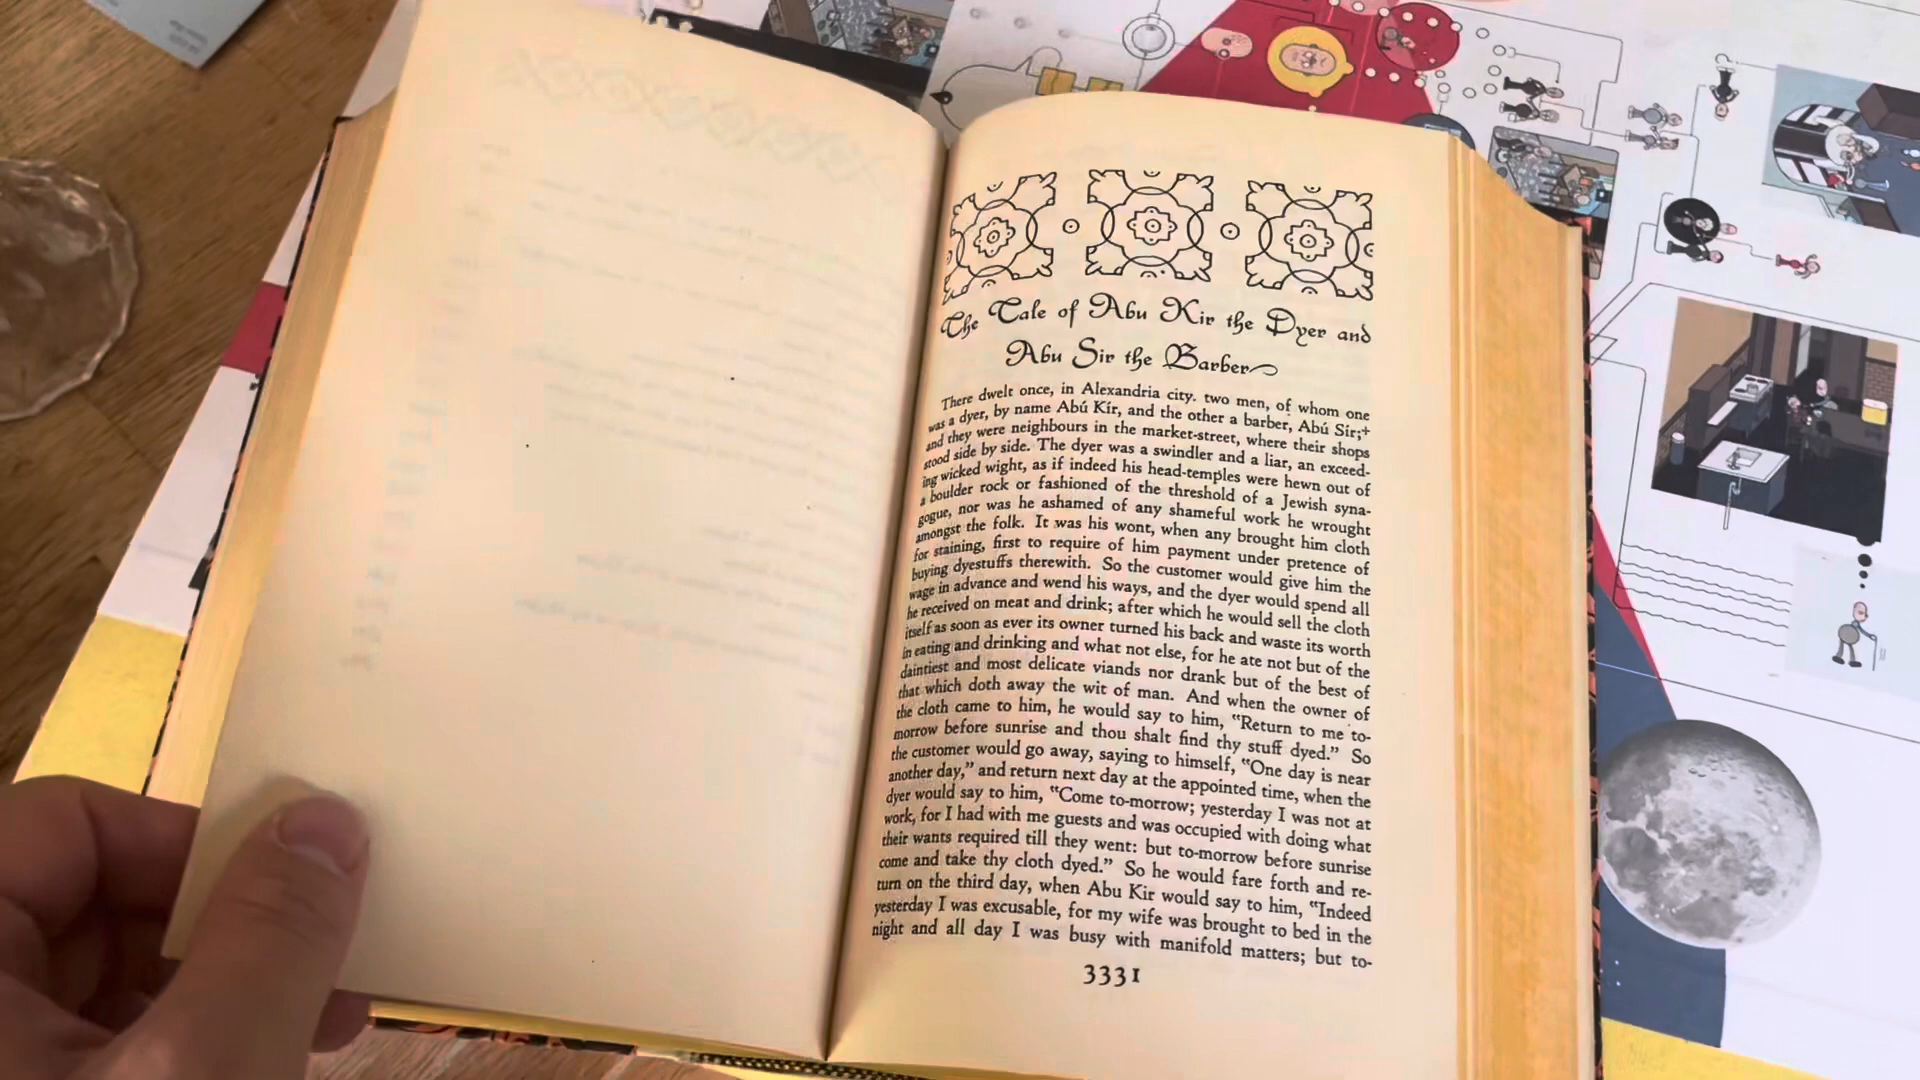 The Tale of Abu Kir the Dyer and
Abu Sir the Barber
There dwelt once, in Alexandria city. two men, of whom one
was a dyer, by name Abú Kír, and the other a barber, Abú Sír;+
and they were neighbours in the market-street, where their shops
stood side by side. The dyer was a swindler and a liar, an exceed-
ing wicked wight, as if indeed his head-temples were hewn out of
a boulder rock or fashioned of the threshold of a Jewish syna-
gogue, nor was he ashamed of any shameful work he wrought
amongst the folk. It was his wont, when any brought him cloth
for staining, first to require of him payment under pretence of
buying dyestuffs therewith. So the customer would give him the
wage in advance and wend his ways, and the dyer would spend all
he received on meat and drink; after which he would sell the cloth
itself as soon as ever its owner turned his back and waste its worth
in eating and drinking and what not else, for he ate not but of the
daintiest and most delicate viands nor drank but of the best of
that which doth away the wit of man. And when the owner of
the cloth came to him, he would say to him, "Return to me to-
morrow before sunrise and thou shalt find thy stuff dyed." So
the customer would go away, saying to himself, "One day is near
another day," and return next day at the appointed time, when the
dyer would say to him, "Come to-morrow; yesterday I was not at
work, for I had with me guests and was occupied with doing what
their wants required till they went: but to-morrow before sunrise
come and take thy cloth dyed." So he would fare forth and re-
turn on the third day, when Abu Kir would say to him, "Indeed
yesterday I was excusable, for my wife was brought to bed in the
night and all day I was busy with manifold matters; but to-
3331